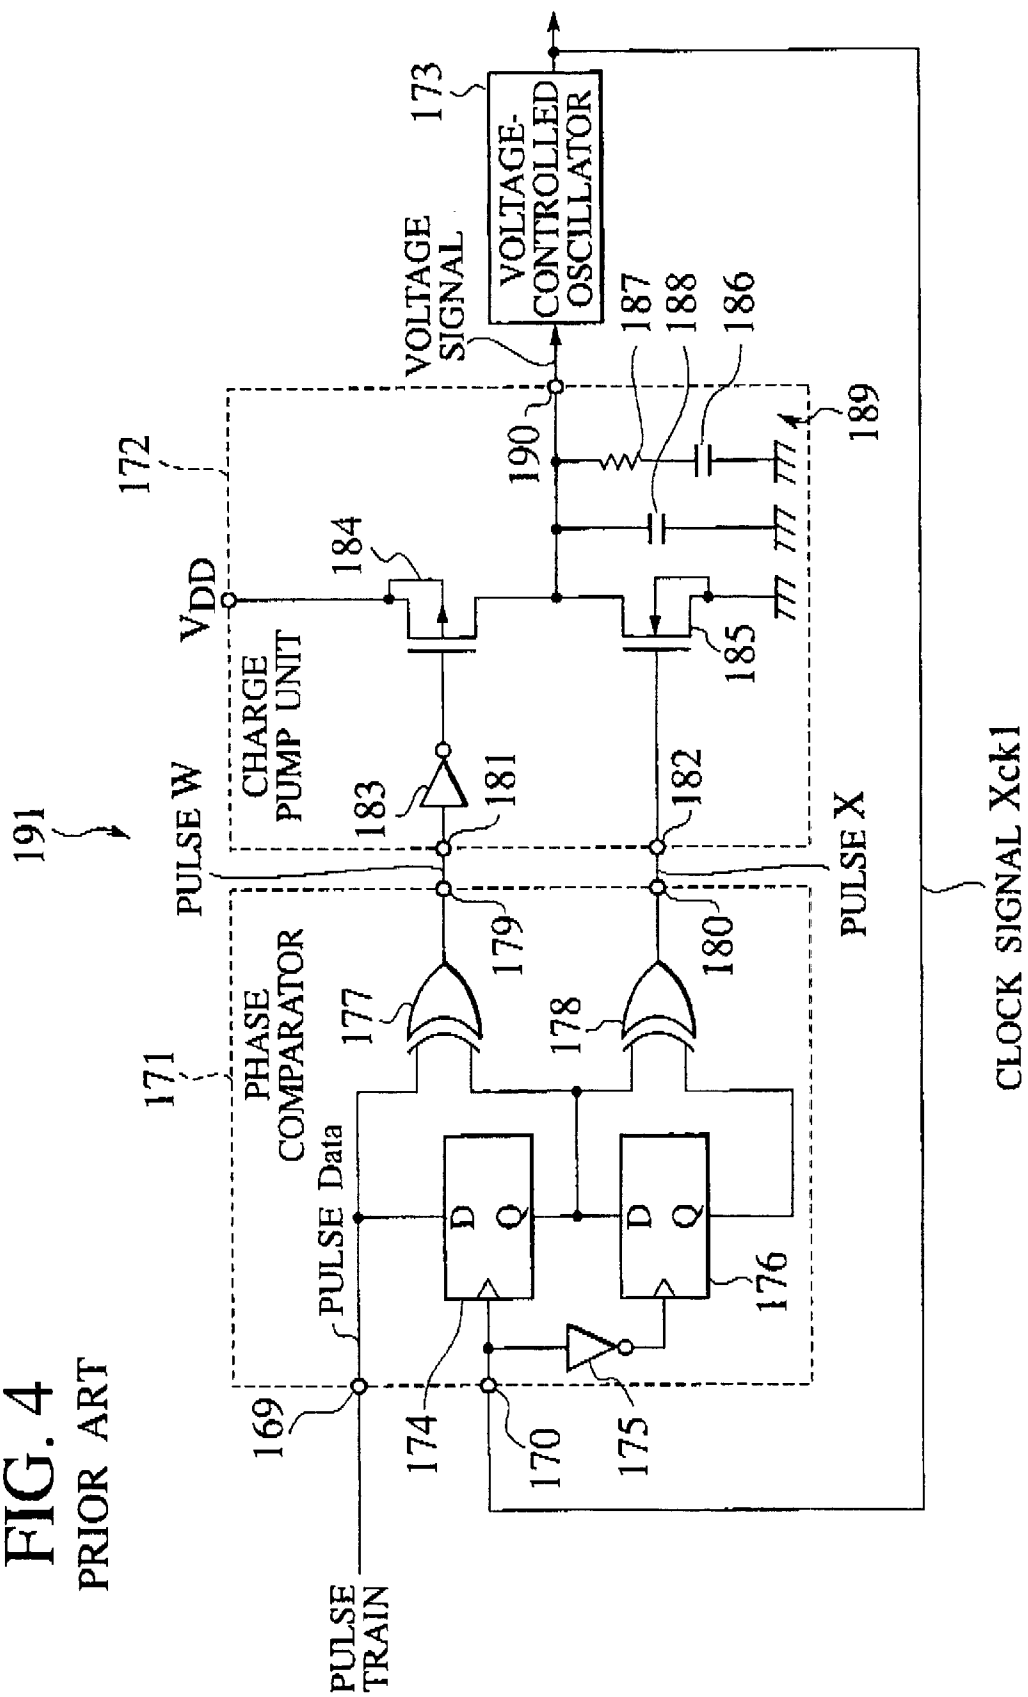 FIG. 4
PRIOR ART
191
PULSE
TRAIN
169
170
PULSE Data
171
PHASE
COMPARATOR
174
D
Q
175
176
D
Q
177
178
179
180
PULSE W
PULSE X
181
182
172
CHARGE
PUMP UNIT
183
VDD
184
185
190
187
188
186
189
VOLTAGE
SIGNAL
173
VOLTAGE-
CONTROLLED
OSCILLATOR
CLOCK SIGNAL Xck1